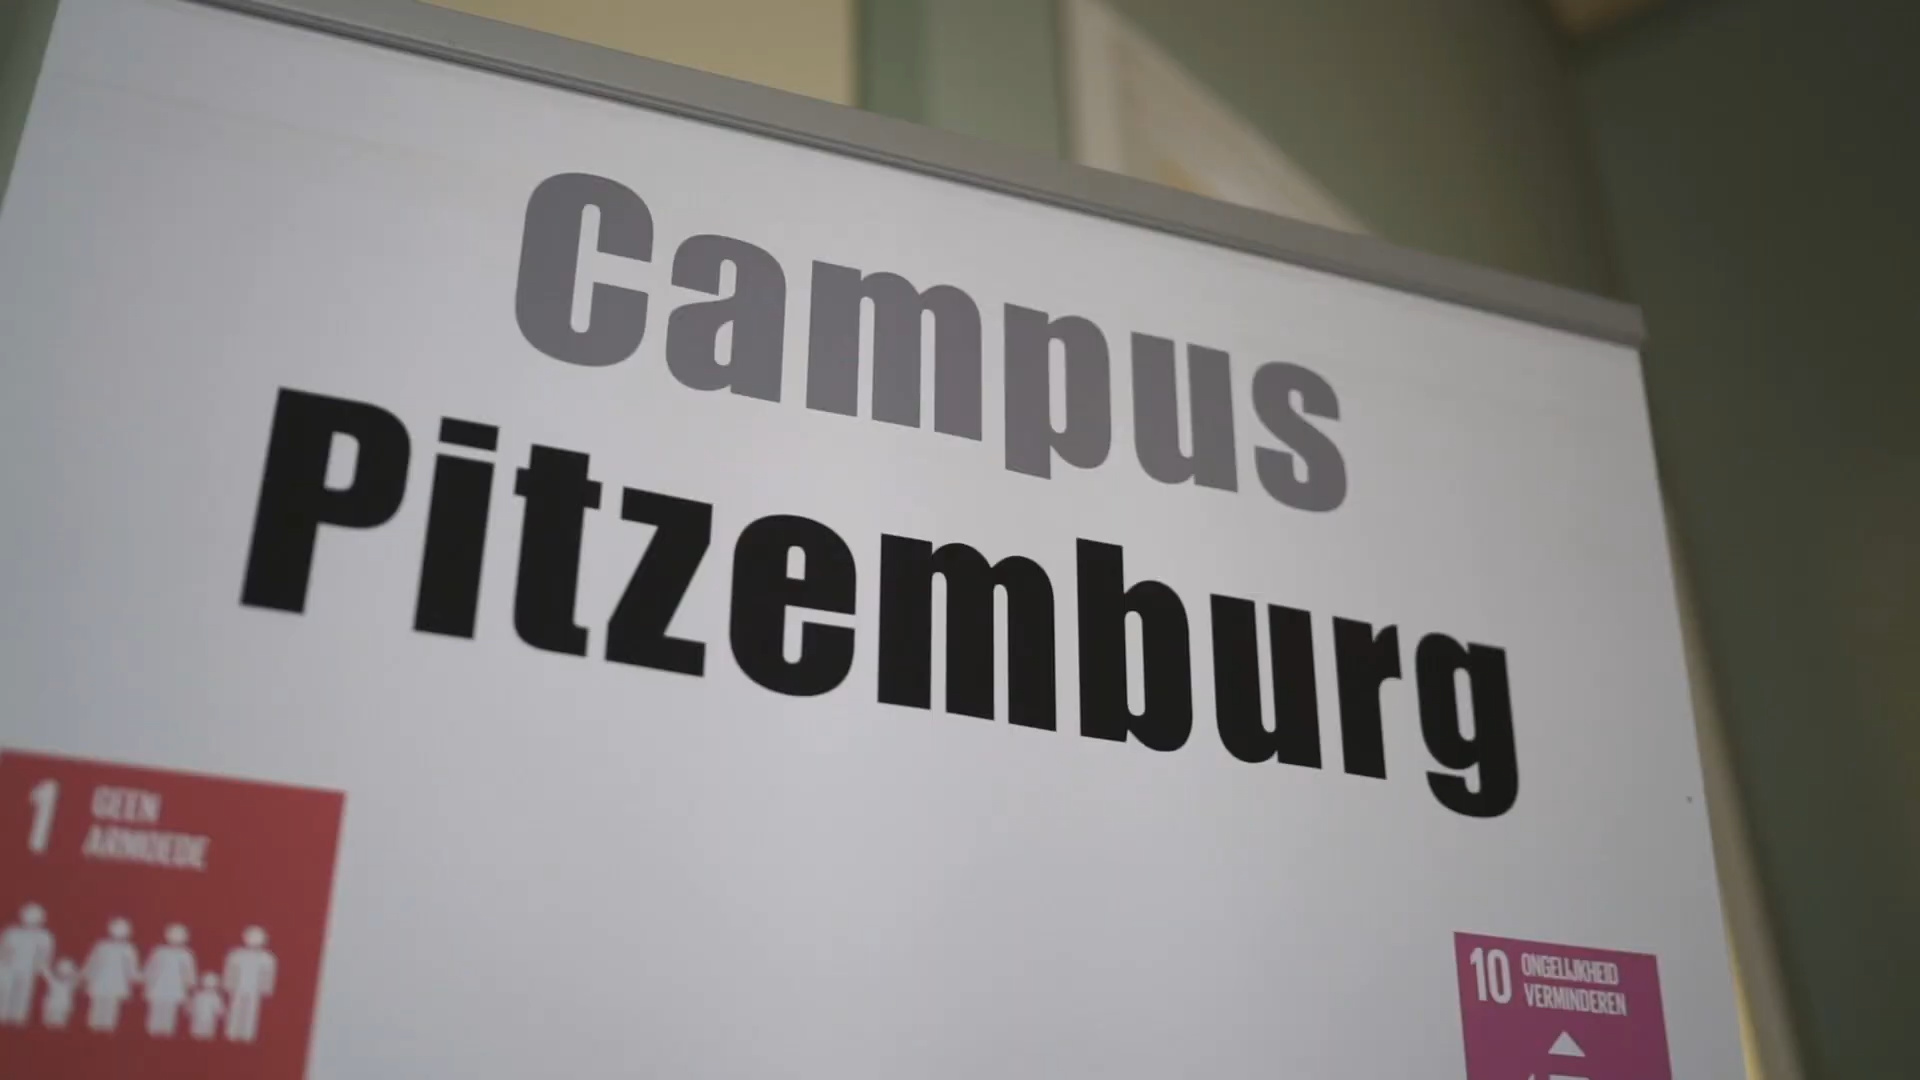 Campus
Pitzemburg
1 GEEN
ARMOEDE
10 ONGELIJKHEID
VERMINDEREN